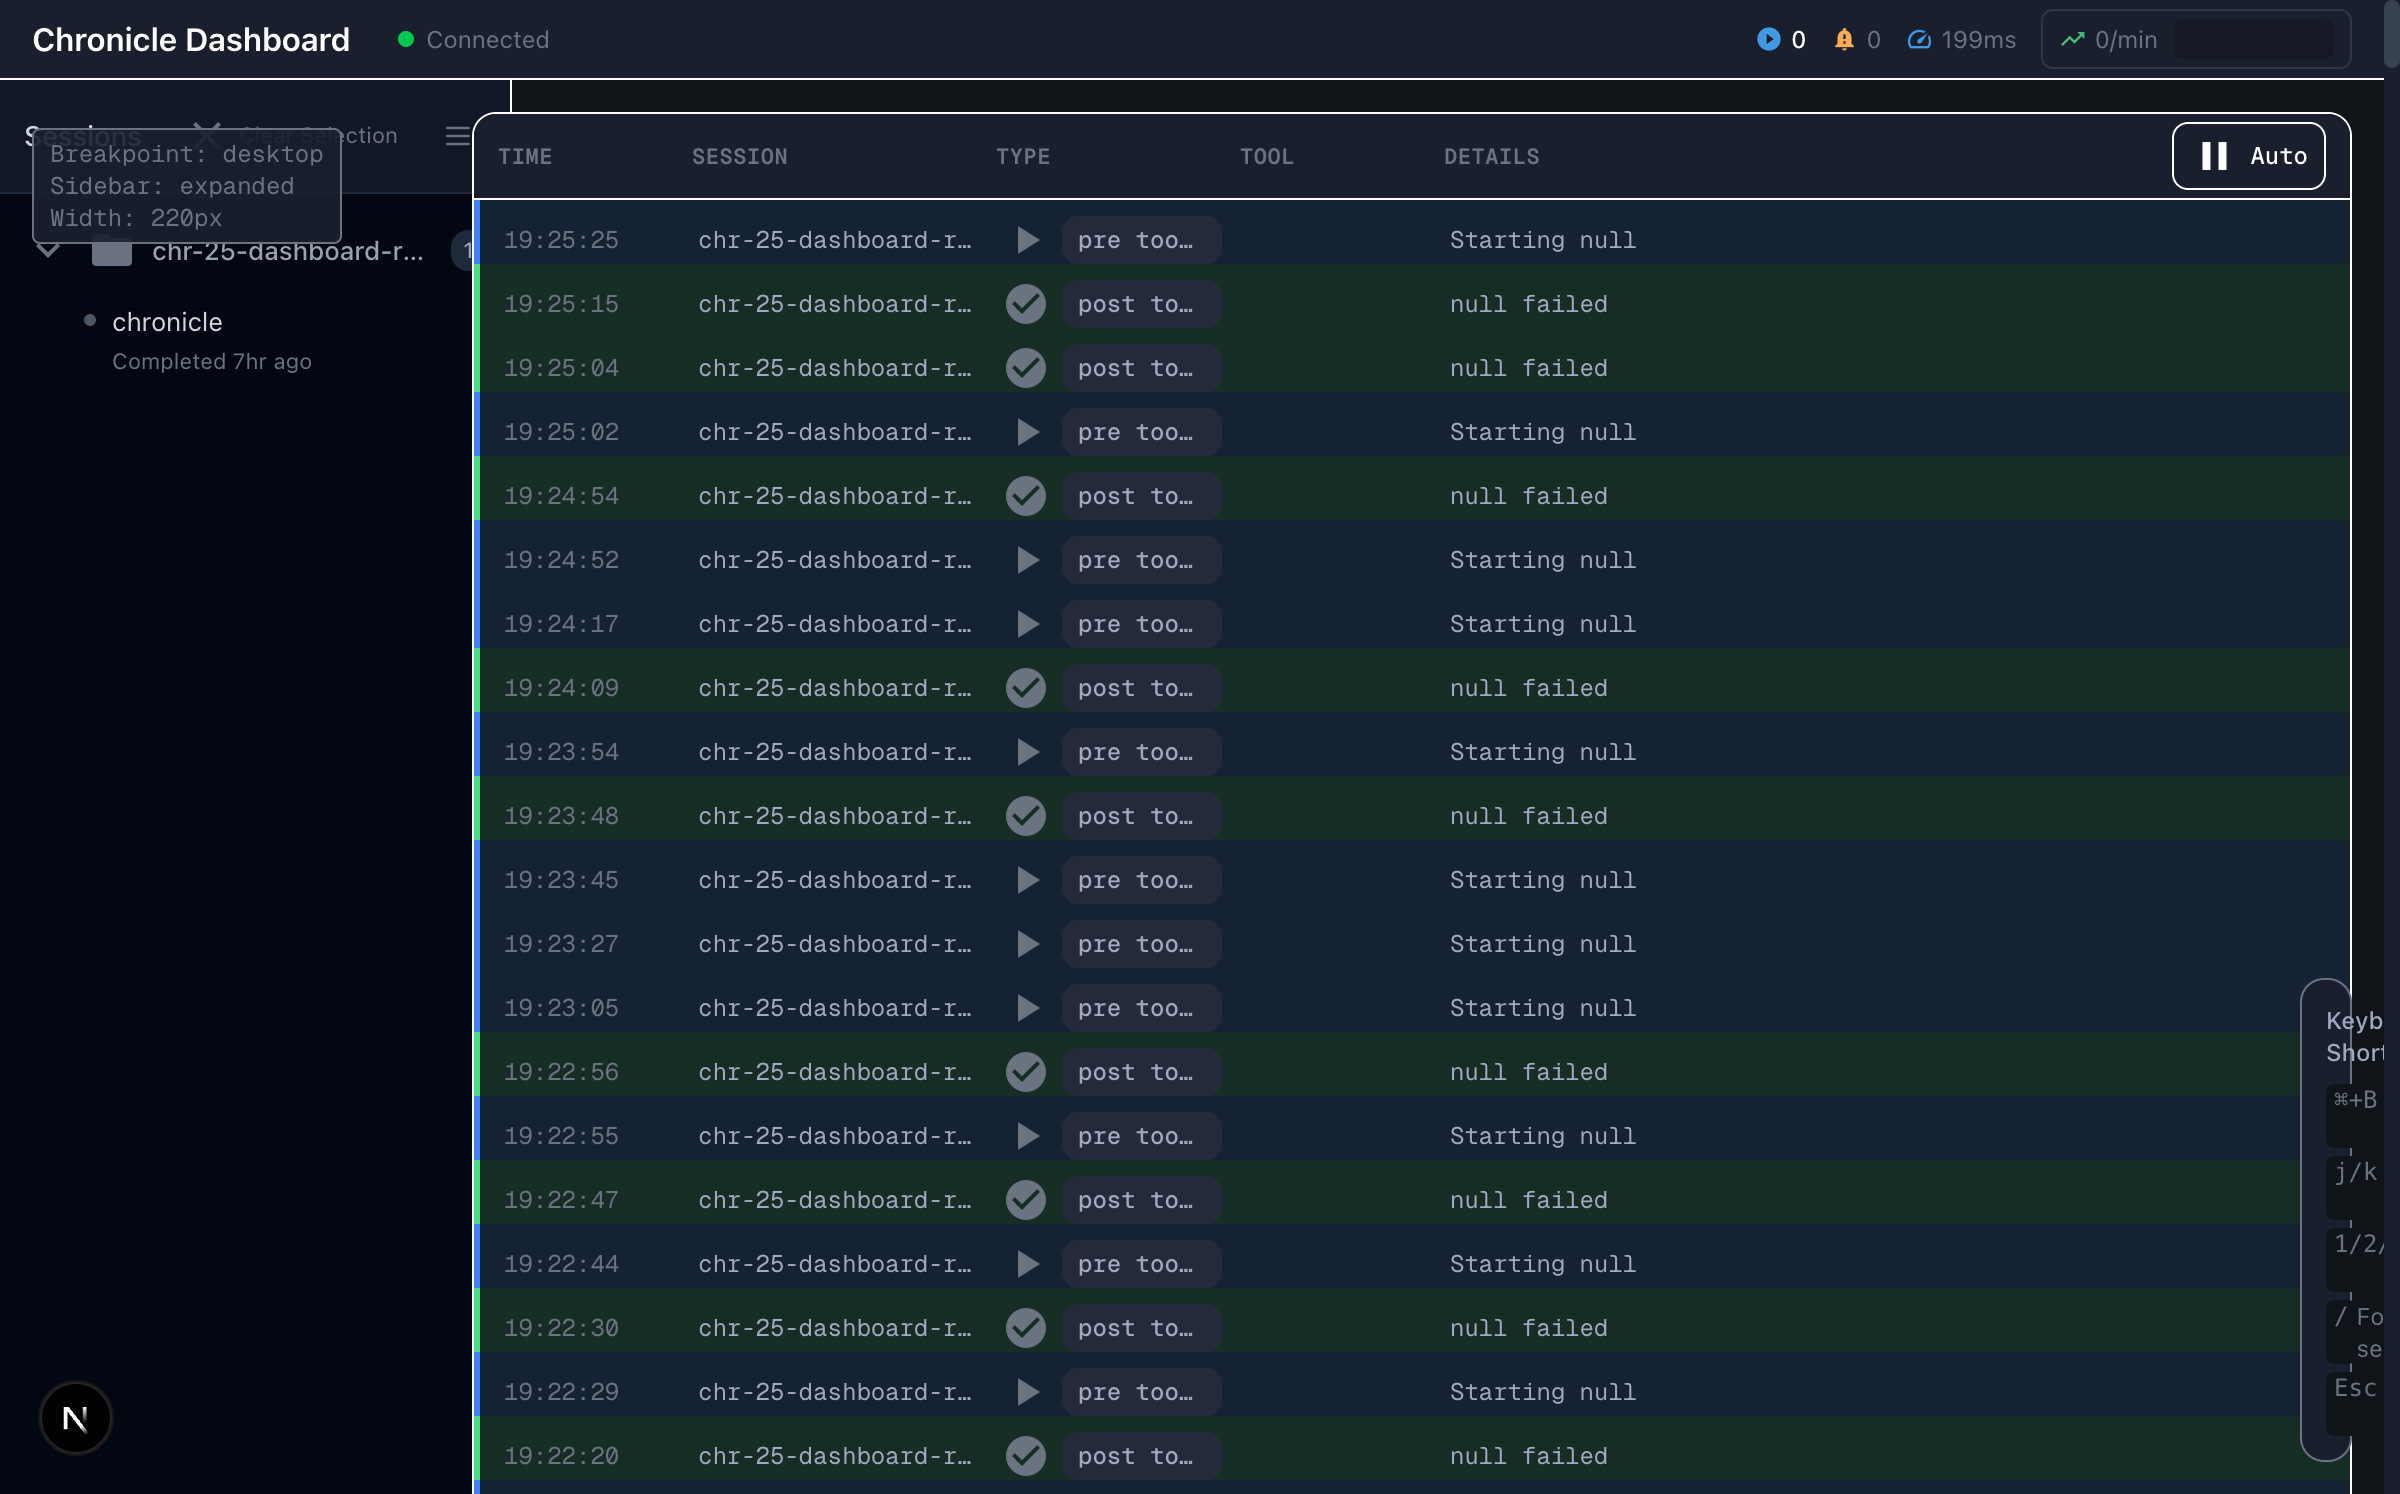 Chronicle Dashboard
Connected
0
0
199ms
0/min
Sessions
Clear Selection
Breakpoint: desktop
Sidebar: expanded
Width: 220px
chr-25-dashboard-r...
1
chronicle
Completed 7hr ago
TIME SESSION TYPE TOOL DETAILS
Auto
19:25:25 chr-25-dashboard-r… pre too… Starting null
19:25:15 chr-25-dashboard-r… post to… null failed
19:25:04 chr-25-dashboard-r… post to… null failed
19:25:02 chr-25-dashboard-r… pre too… Starting null
19:24:54 chr-25-dashboard-r… post to… null failed
19:24:52 chr-25-dashboard-r… pre too… Starting null
19:24:17 chr-25-dashboard-r… pre too… Starting null
19:24:09 chr-25-dashboard-r… post to… null failed
19:23:54 chr-25-dashboard-r… pre too… Starting null
19:23:48 chr-25-dashboard-r… post to… null failed
19:23:45 chr-25-dashboard-r… pre too… Starting null
19:23:27 chr-25-dashboard-r… pre too… Starting null
19:23:05 chr-25-dashboard-r… pre too… Starting null
19:22:56 chr-25-dashboard-r… post to… null failed
19:22:55 chr-25-dashboard-r… pre too… Starting null
19:22:47 chr-25-dashboard-r… post to… null failed
19:22:44 chr-25-dashboard-r… pre too… Starting null
19:22:30 chr-25-dashboard-r… post to… null failed
19:22:29 chr-25-dashboard-r… pre too… Starting null
19:22:20 chr-25-dashboard-r… post to… null failed
Keyb
Short
⌘+B
j/k
1/2/
/ Fo
se
Esc
N